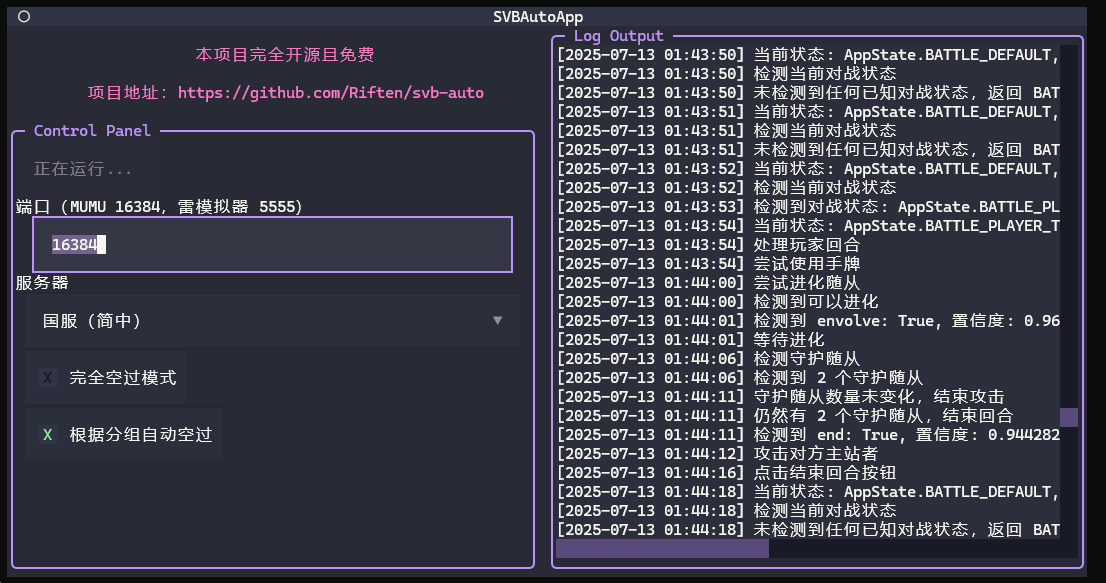 SVBAutoApp
本项目完全开源且免费
项目地址: https://github.com/Riften/svb-auto
Control Panel
正在运行...
端口 (MUMU 16384, 雷模拟器 5555)
16384
服务器
国服 (简中)
X 完全空过模式
X 根据分组自动空过
Log Output
[2025-07-13 01:43:50] 当前状态: AppState.BATTLE_DEFAULT,
[2025-07-13 01:43:50] 检测当前对战状态
[2025-07-13 01:43:50] 未检测到任何已知对战状态, 返回 BAT
[2025-07-13 01:43:51] 当前状态: AppState.BATTLE_DEFAULT,
[2025-07-13 01:43:51] 检测当前对战状态
[2025-07-13 01:43:51] 未检测到任何已知对战状态, 返回 BAT
[2025-07-13 01:43:52] 当前状态: AppState.BATTLE_DEFAULT,
[2025-07-13 01:43:52] 检测当前对战状态
[2025-07-13 01:43:53] 检测到对战状态: AppState.BATTLE_PL
[2025-07-13 01:43:54] 当前状态: AppState.BATTLE_PLAYER_T
[2025-07-13 01:43:54] 处理玩家回合
[2025-07-13 01:43:54] 尝试使用手牌
[2025-07-13 01:44:00] 尝试进化随从
[2025-07-13 01:44:00] 检测到可以进化
[2025-07-13 01:44:01] 检测到 envolve: True, 置信度: 0.96
[2025-07-13 01:44:01] 等待进化
[2025-07-13 01:44:06] 检测守护随从
[2025-07-13 01:44:06] 检测到 2 个守护随从
[2025-07-13 01:44:11] 守护随从数量未变化, 结束攻击
[2025-07-13 01:44:11] 仍然有 2 个守护随从, 结束回合
[2025-07-13 01:44:11] 检测到 end: True, 置信度: 0.944282
[2025-07-13 01:44:12] 攻击对方主站者
[2025-07-13 01:44:16] 点击结束回合按钮
[2025-07-13 01:44:18] 当前状态: AppState.BATTLE_DEFAULT,
[2025-07-13 01:44:18] 检测当前对战状态
[2025-07-13 01:44:18] 未检测到任何已知对战状态, 返回 BAT